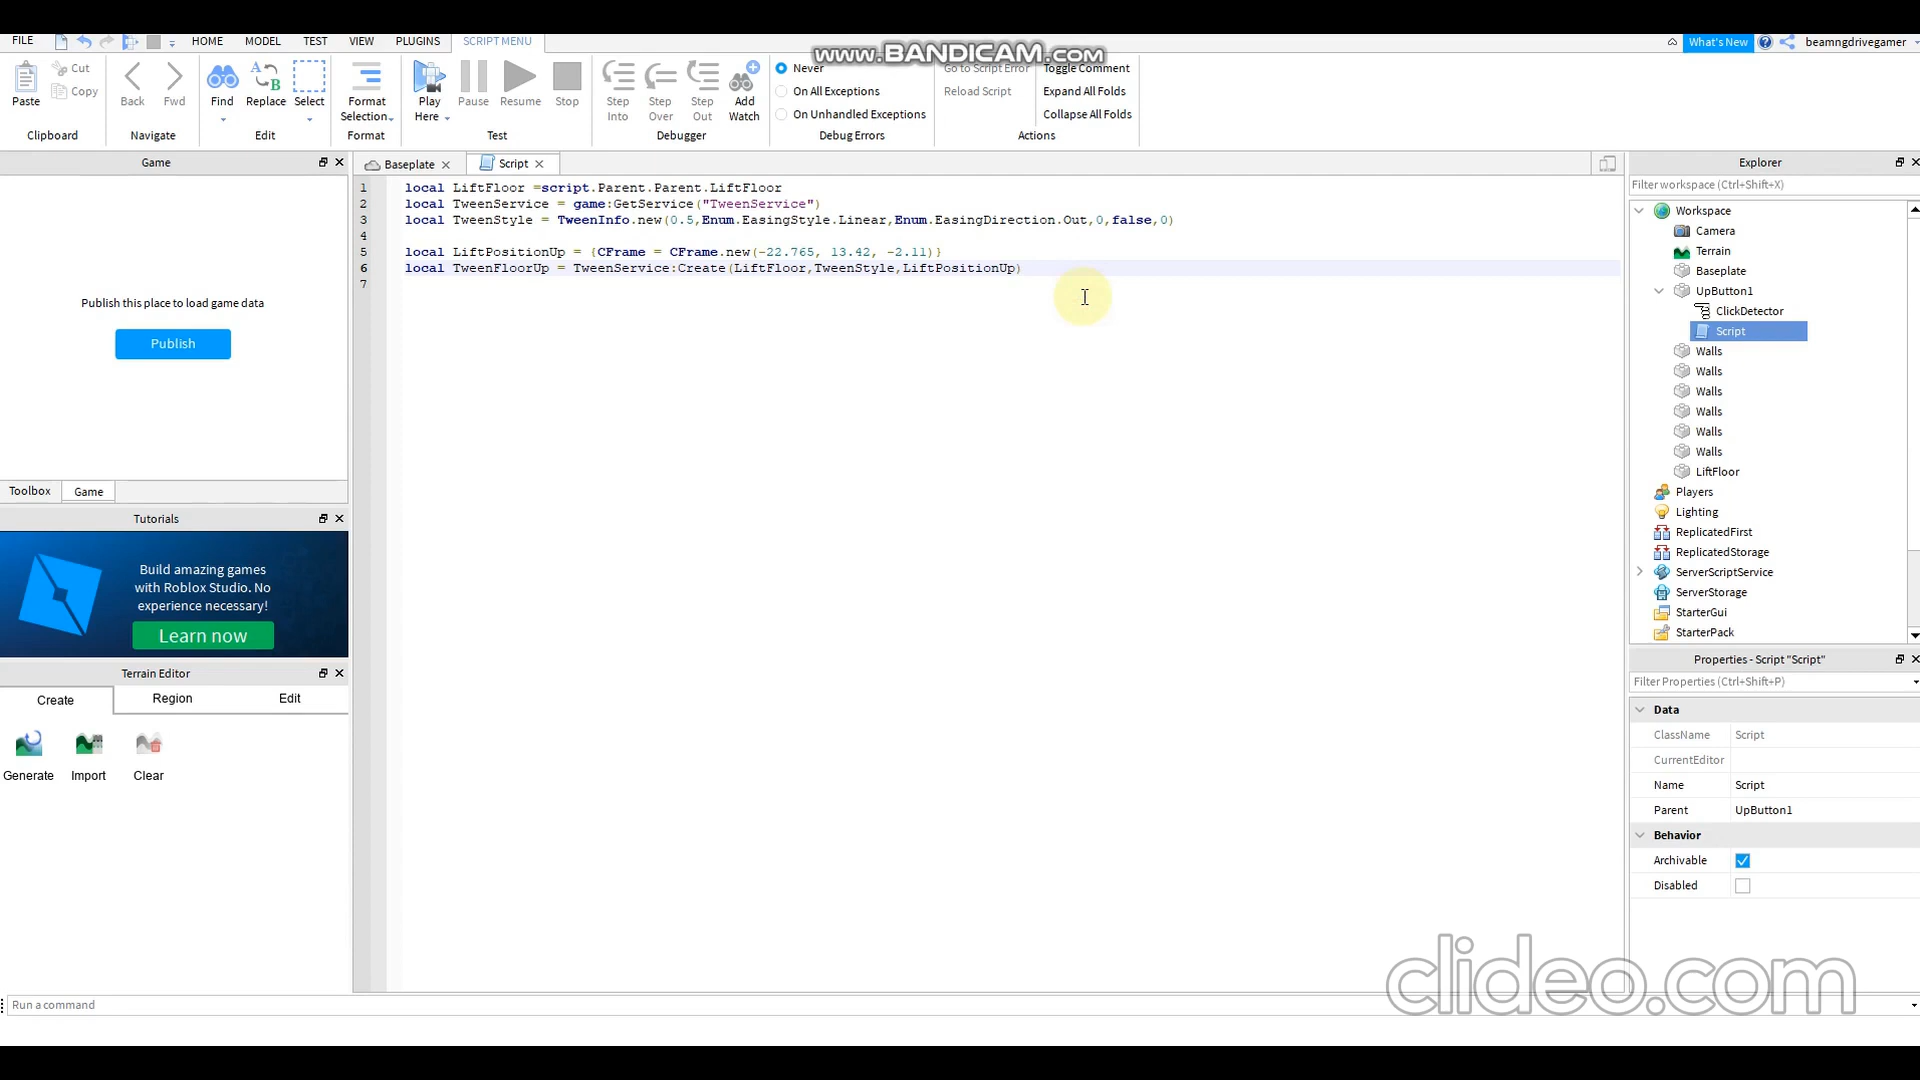 FILE
HOME
MODEL
TEST
VIEW
PLUGINS
SCRIPT MENU
www.BANDICAM.com
What's New
beamngdrivegamer
Paste
Cut
Copy
Clipboard
Back
Fwd
Navigate
Find
Replace
Select
Edit
Format
Selection
Format
Play
Here
Pause
Resume
Stop
Test
Step
Into
Step
Over
Step
Out
Add
Watch
Debugger
Never
On All Exceptions
On Unhandled Exceptions
Debug Errors
Go to Script Error
Reload Script
Toggle Comment
Expand All Folds
Collapse All Folds
Actions
Game
Publish this place to load game data
Publish
Toolbox
Game
Tutorials
Build amazing games
with Roblox Studio. No
experience necessary!
Learn now
Terrain Editor
Create
Region
Edit
Generate
Import
Clear
Baseplate
Script
1 local LiftFloor =script.Parent.Parent.LiftFloor
2 local TweenService = game:GetService("TweenService")
3 local TweenStyle = TweenInfo.new(0.5,Enum.EasingStyle.Linear,Enum.EasingDirection.Out,0,false,0)
4
5 local LiftPositionUp = {CFrame = CFrame.new(-22.765, 13.42, -2.11)}
6 local TweenFloorUp = TweenService:Create(LiftFloor,TweenStyle,LiftPositionUp)
7
Explorer
Filter workspace (Ctrl+Shift+X)
Workspace
Camera
Terrain
Baseplate
UpButton1
ClickDetector
Script
Walls
Walls
Walls
Walls
Walls
Walls
LiftFloor
Players
Lighting
ReplicatedFirst
ReplicatedStorage
ServerScriptService
ServerStorage
StarterGui
StarterPack
Properties - Script "Script"
Filter Properties (Ctrl+Shift+P)
Data
ClassName Script
CurrentEditor
Name Script
Parent UpButton1
Behavior
Archivable
Disabled
clideo.com
Run a command